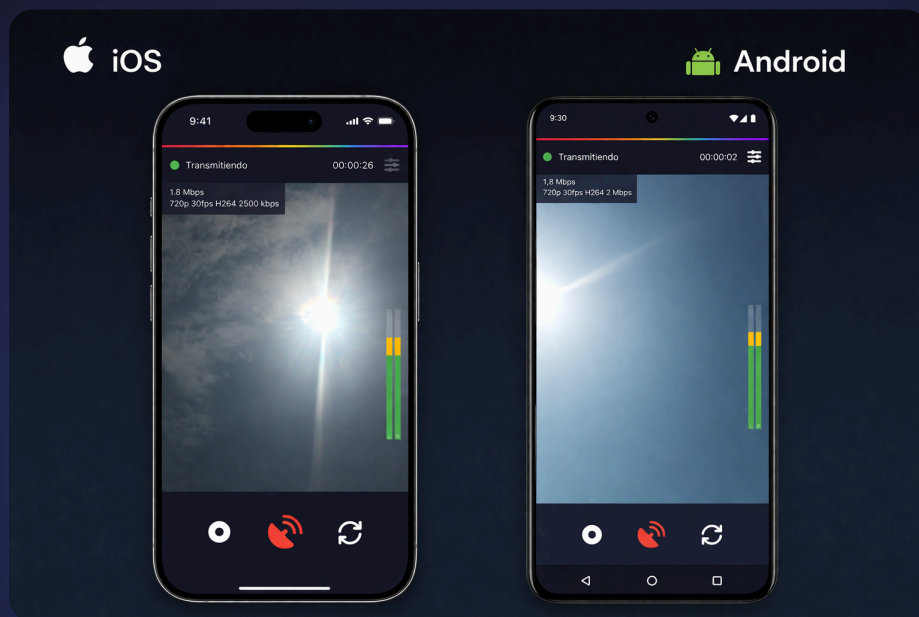 iOS
Android
9:41
Transmitiendo 00:00:26
1.8 Mbps
720p 30fps H264 2500 kbps
L R
9:30
Transmitiendo 00:00:02
1,8 Mbps
720p 30fps H264 2 Mbps
L R